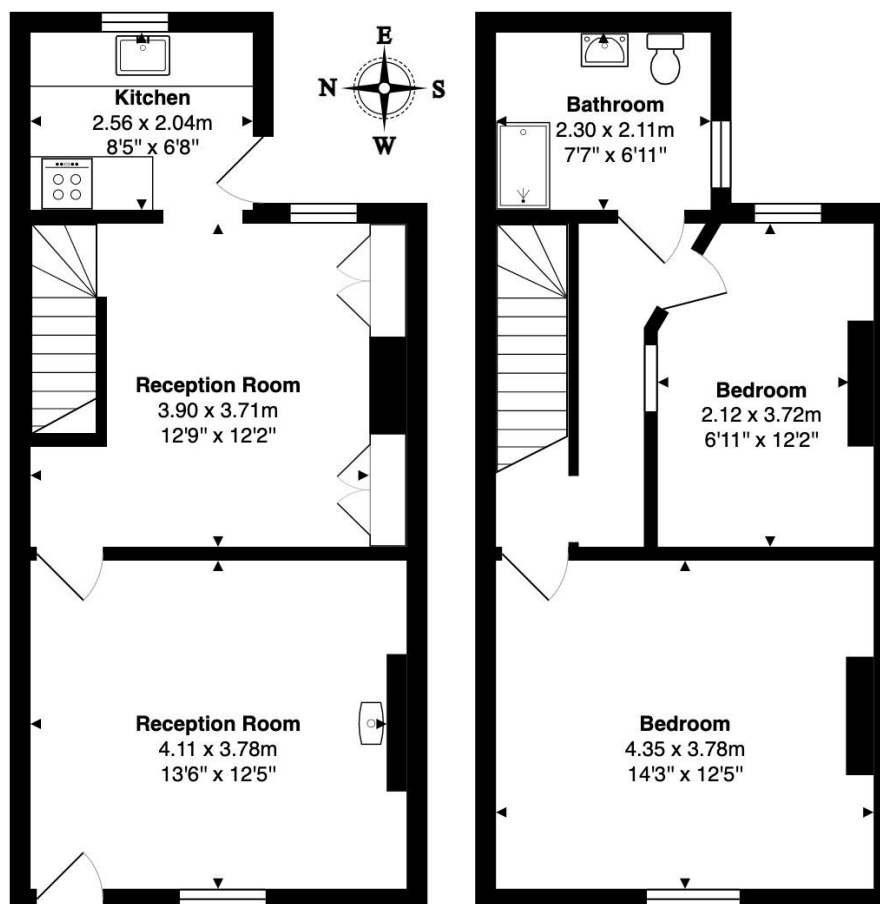 E
N
S
W
Kitchen
2.56 x 2.04m
8'5" x 6'8"
Reception Room
3.90 x 3.71m
12'9" x 12'2"
Reception Room
4.11 x 3.78m
13'6" x 12'5"
Bathroom
2.30 x 2.11m
7'7" x 6'11"
Bedroom
2.12 x 3.72m
6'11" x 12'2"
Bedroom
4.35 x 3.78m
14'3" x 12'5"